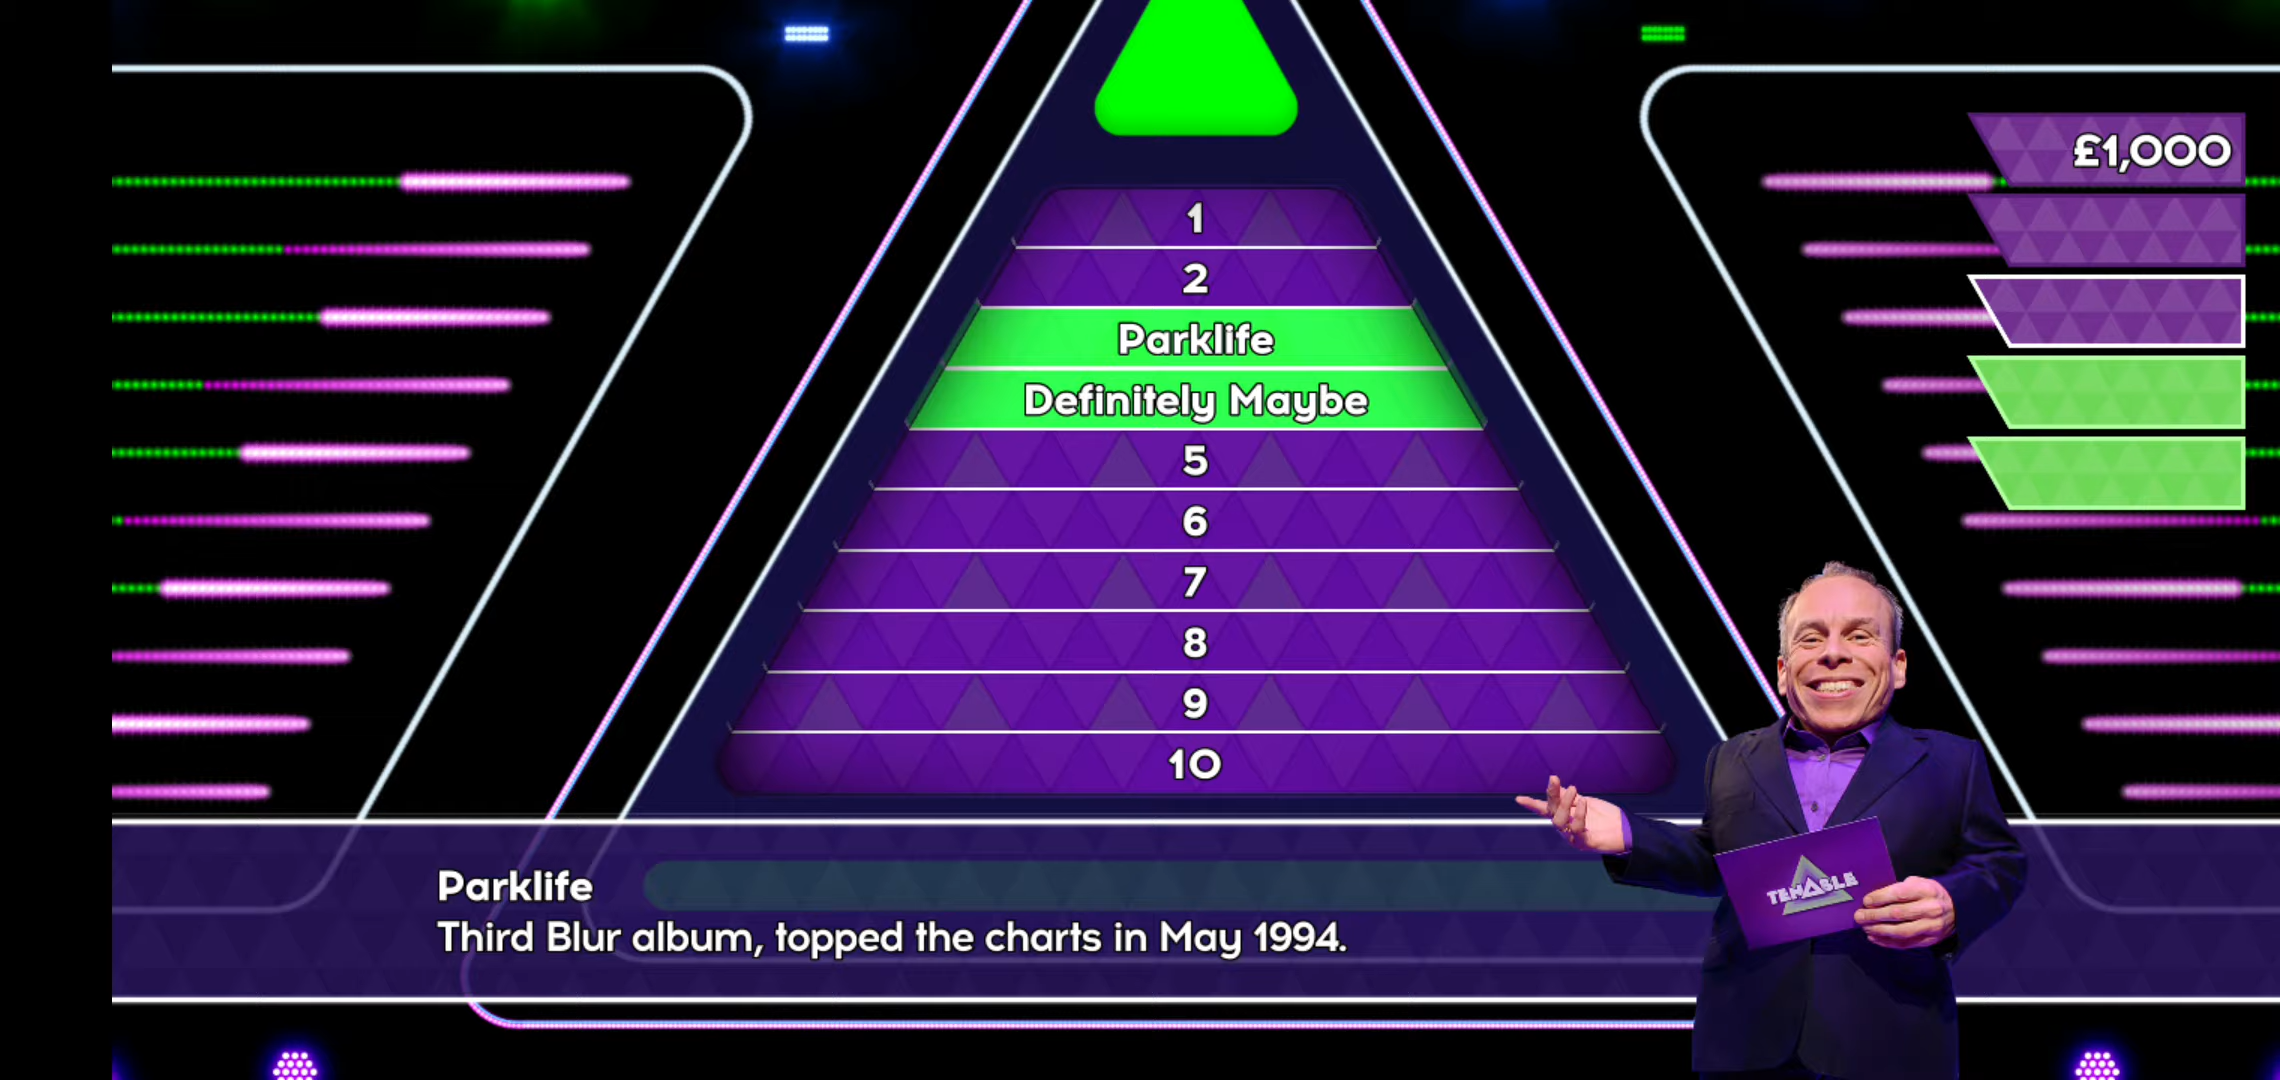 £1,000
1
2
Parklife
Definitely Maybe
5
6
7
8
9
10
TENABLE
Parklife
Third Blur album, topped the charts in May 1994.